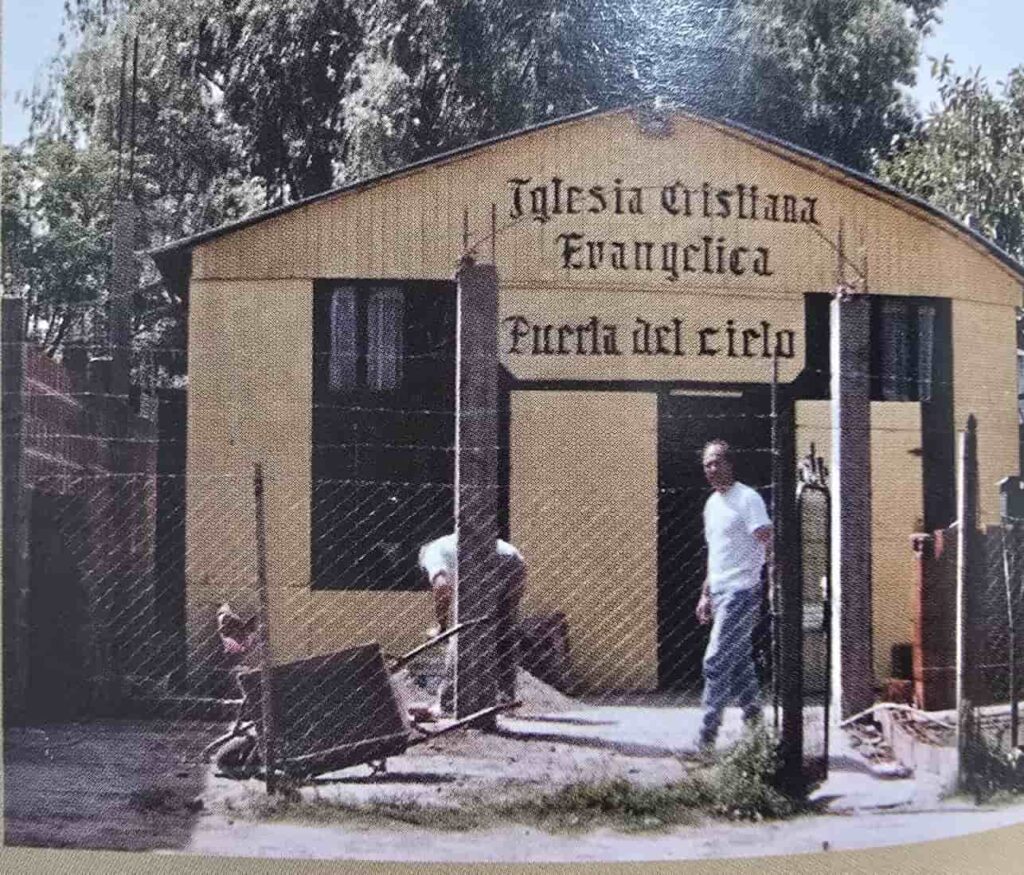 Iglesia Cristiana
Evangelica
Puerta del cielo